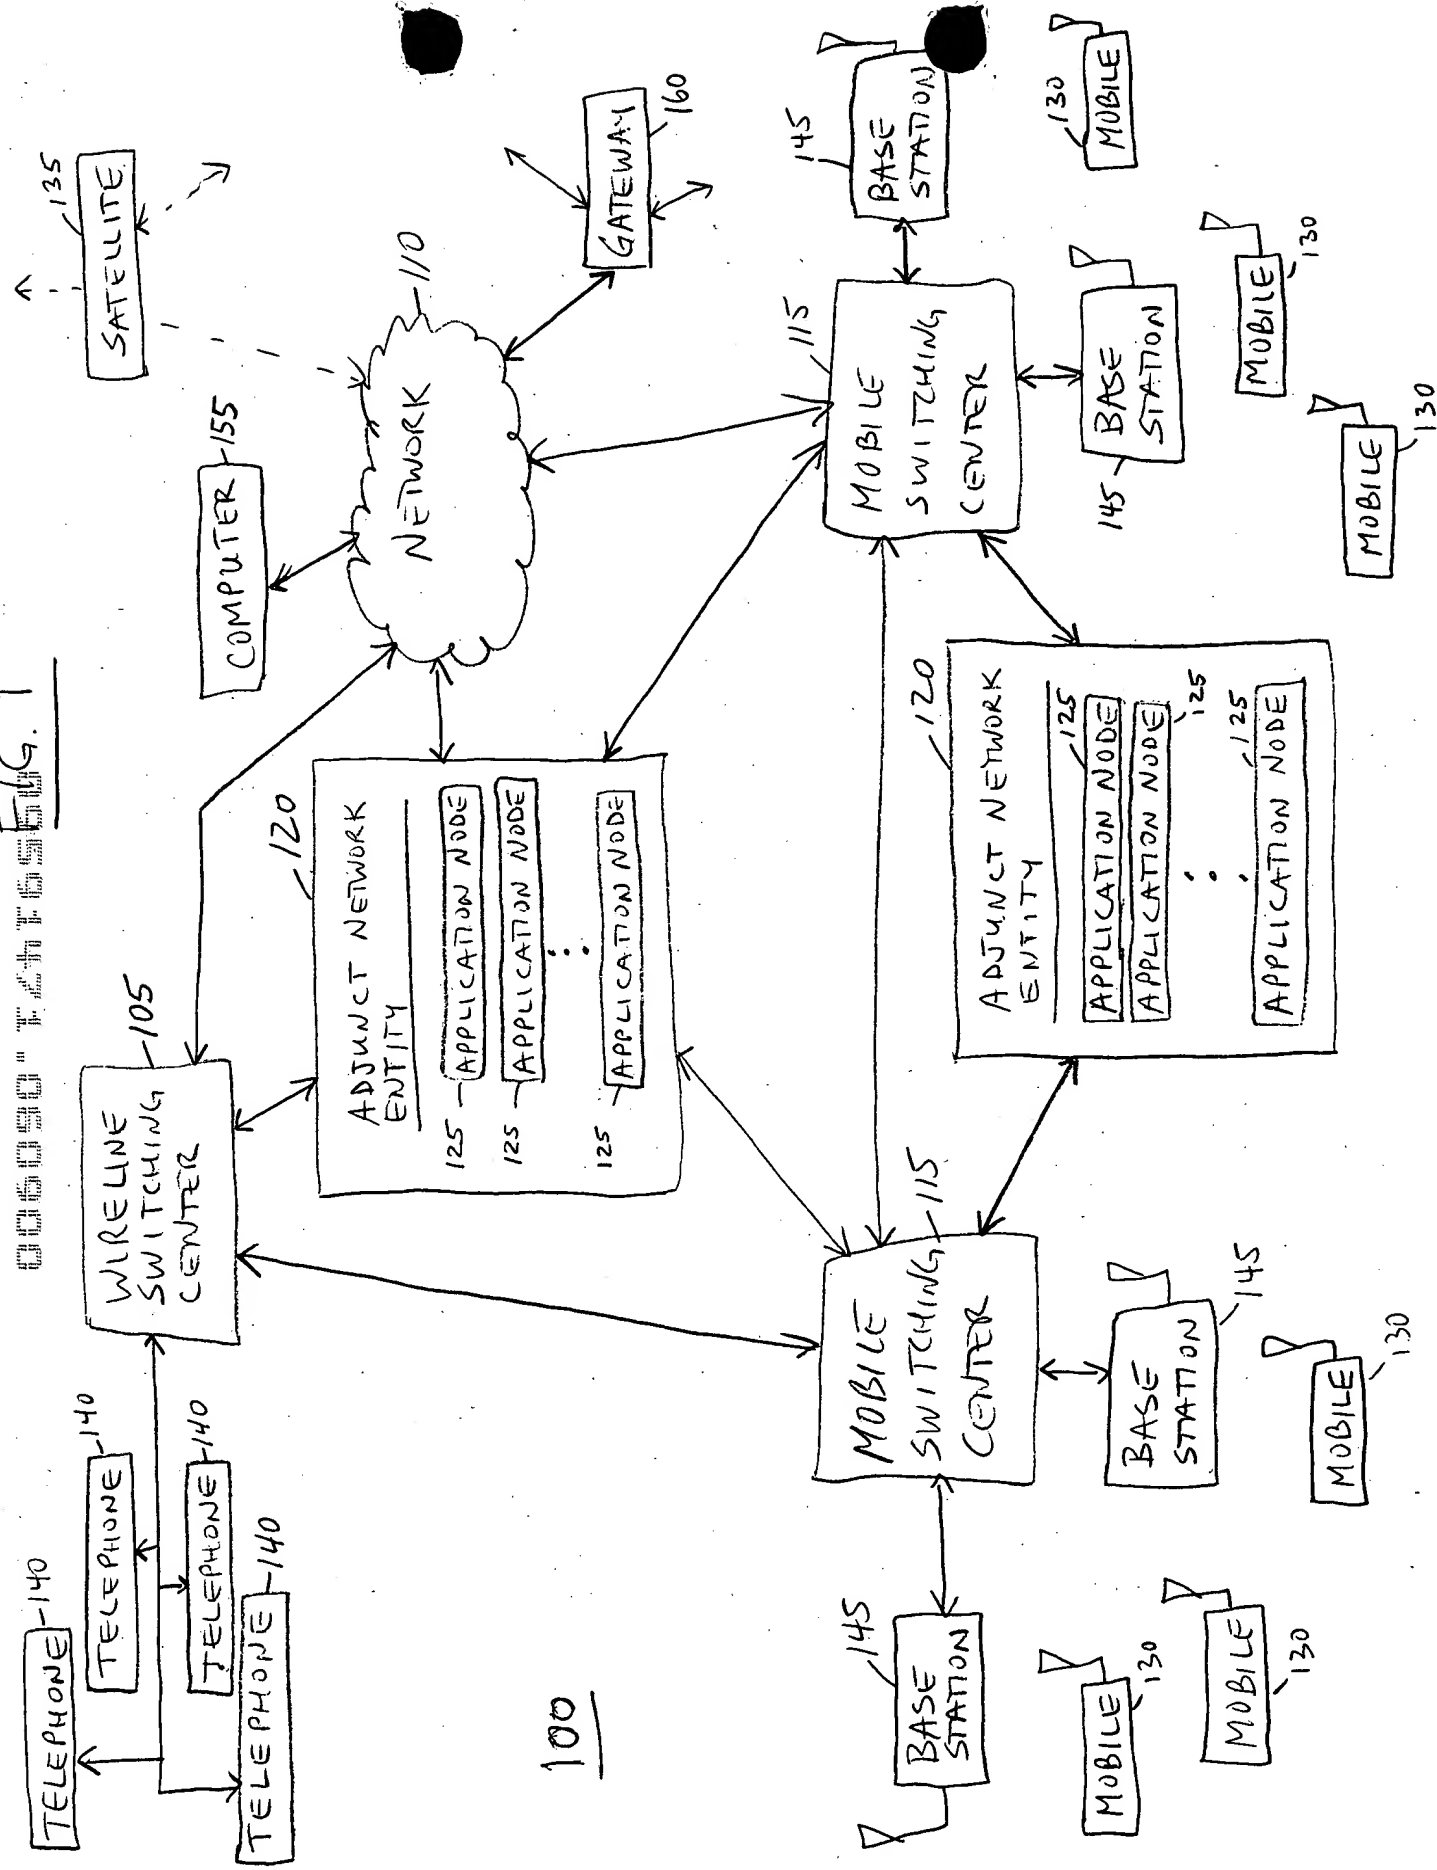 FIG. 1
TELEPHONE
140
TELEPHONE
140
TELEPHONE
140
TELEPHONE
140
WIRELINE
SWITCHING
CENTER
105
COMPUTER
155
SATELLITE
135
NETWORK
110
GATEWAY
160
120
ADJUNCT NETWORK
ENTITY
125
APPLICATION NODE
125
APPLICATION NODE
125
APPLICATION NODE
100
MOBILE
SWITCHING
CENTER
115
MOBILE
SWITCHING
CENTER
115
BASE
STATION
145
BASE
STATION
145
BASE
STATION
145
BASE
STATION
145
120
ADJUNCT NETWORK
ENTITY
125
APPLICATION NODE
APPLICATION NODE
125
125
APPLICATION NODE
MOBILE
130
MOBILE
130
MOBILE
130
MOBILE
130
MOBILE
130
MOBILE
130